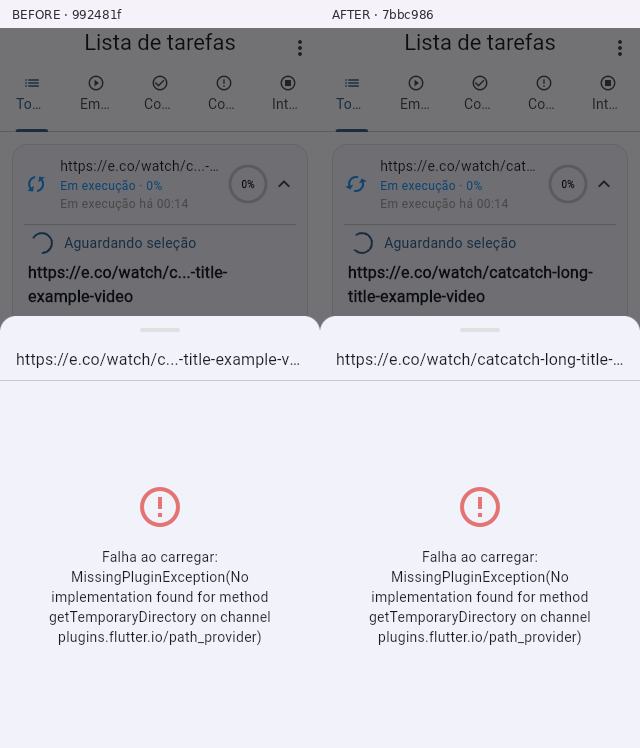 BEFORE · 992481f
Lista de tarefas
To...
Em...
Co...
Co...
Int...
https://e.co/watch/c...-...
Em execução · 0%
Em execução há 00:14
0%
Aguardando seleção
https://e.co/watch/c...-title-
example-video
https://e.co/watch/c...-title-example-v...
Falha ao carregar:
MissingPluginException(No
implementation found for method
getTemporaryDirectory on channel
plugins.flutter.io/path_provider)
AFTER · 7bbc986
Lista de tarefas
To...
Em...
Co...
Co...
Int...
https://e.co/watch/cat...
Em execução · 0%
Em execução há 00:14
0%
Aguardando seleção
https://e.co/watch/catcatch-long-
title-example-video
https://e.co/watch/catcatch-long-title-...
Falha ao carregar:
MissingPluginException(No
implementation found for method
getTemporaryDirectory on channel
plugins.flutter.io/path_provider)